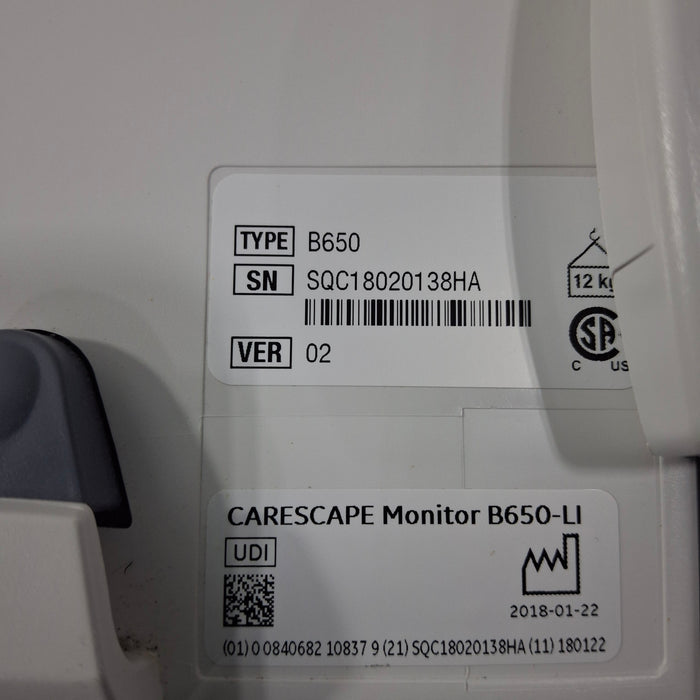 TYPE B650
SN SQC18020138HA
12 kg
VER 02
SA
C US
CARESCAPE Monitor B650-LI
UDI
2018-01-22
(01) 0 0840682 10837 9 (21) SQC18020138HA (11) 180122